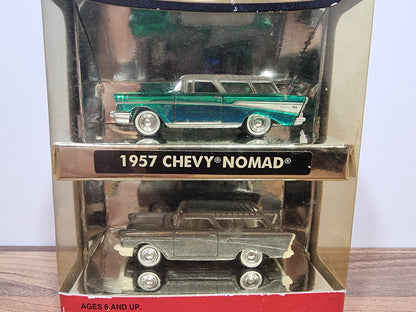 1957 CHEVY® NOMAD®
AGES 6 AND UP.